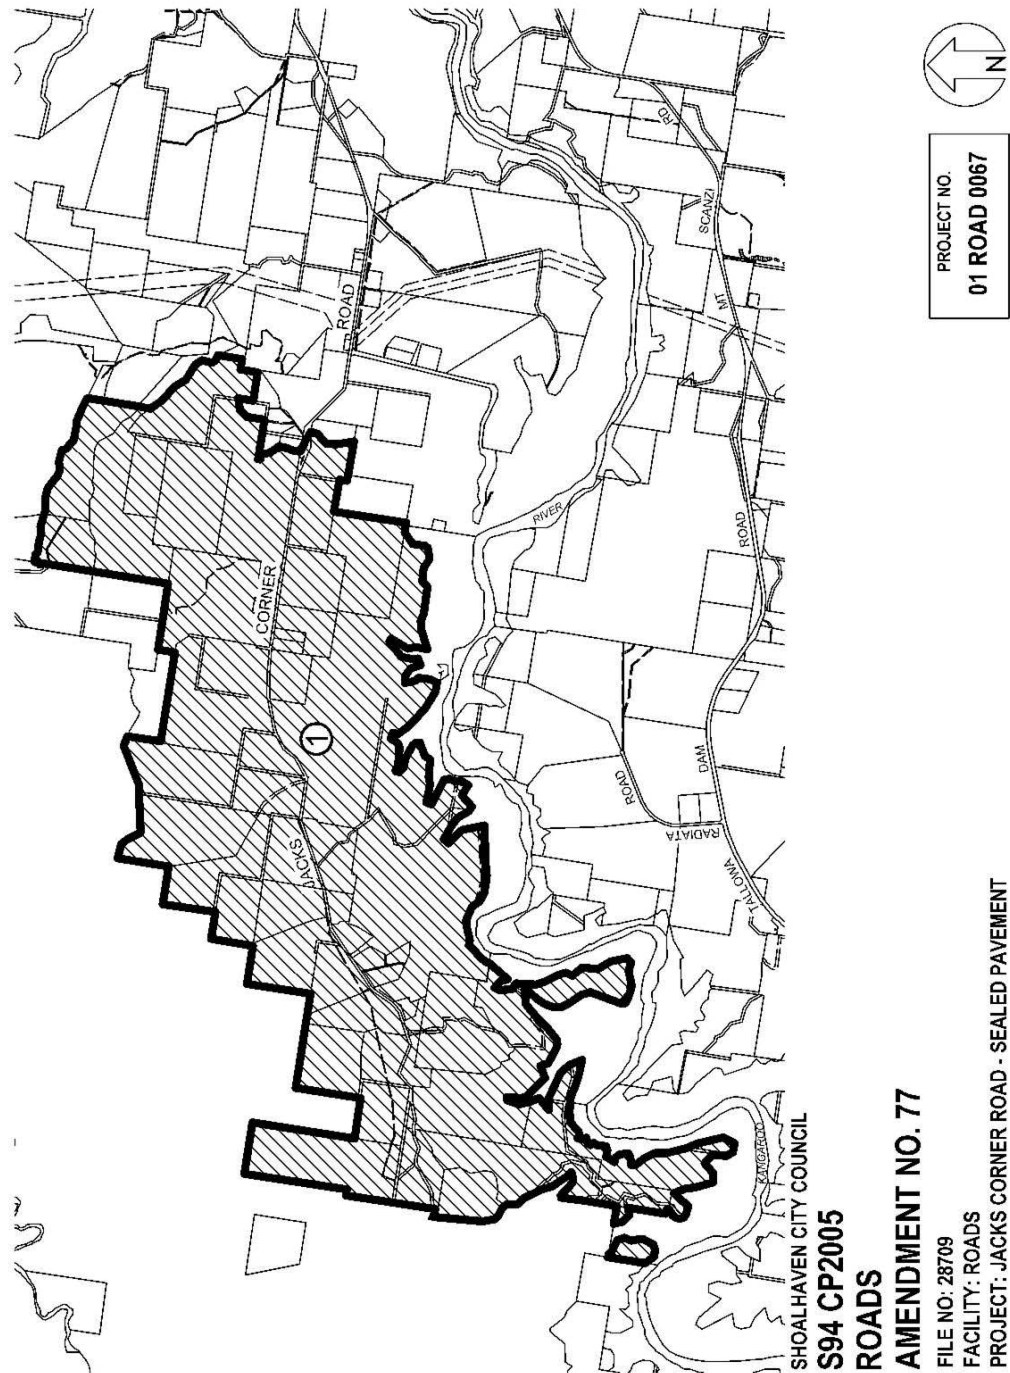 ROAD
CORNER
JACKS
1
RIVER
RD
SCANZI
MT
ROAD
ROAD
RADIATA
DAM
TALLOWA
KANGAROO
SHOALHAVEN CITY COUNCIL
S94 CP2005
ROADS
AMENDMENT NO. 77
FILE NO: 28709
FACILITY: ROADS
PROJECT: JACKS CORNER ROAD - SEALED PAVEMENT
PROJECT NO.
01 ROAD 0067
N